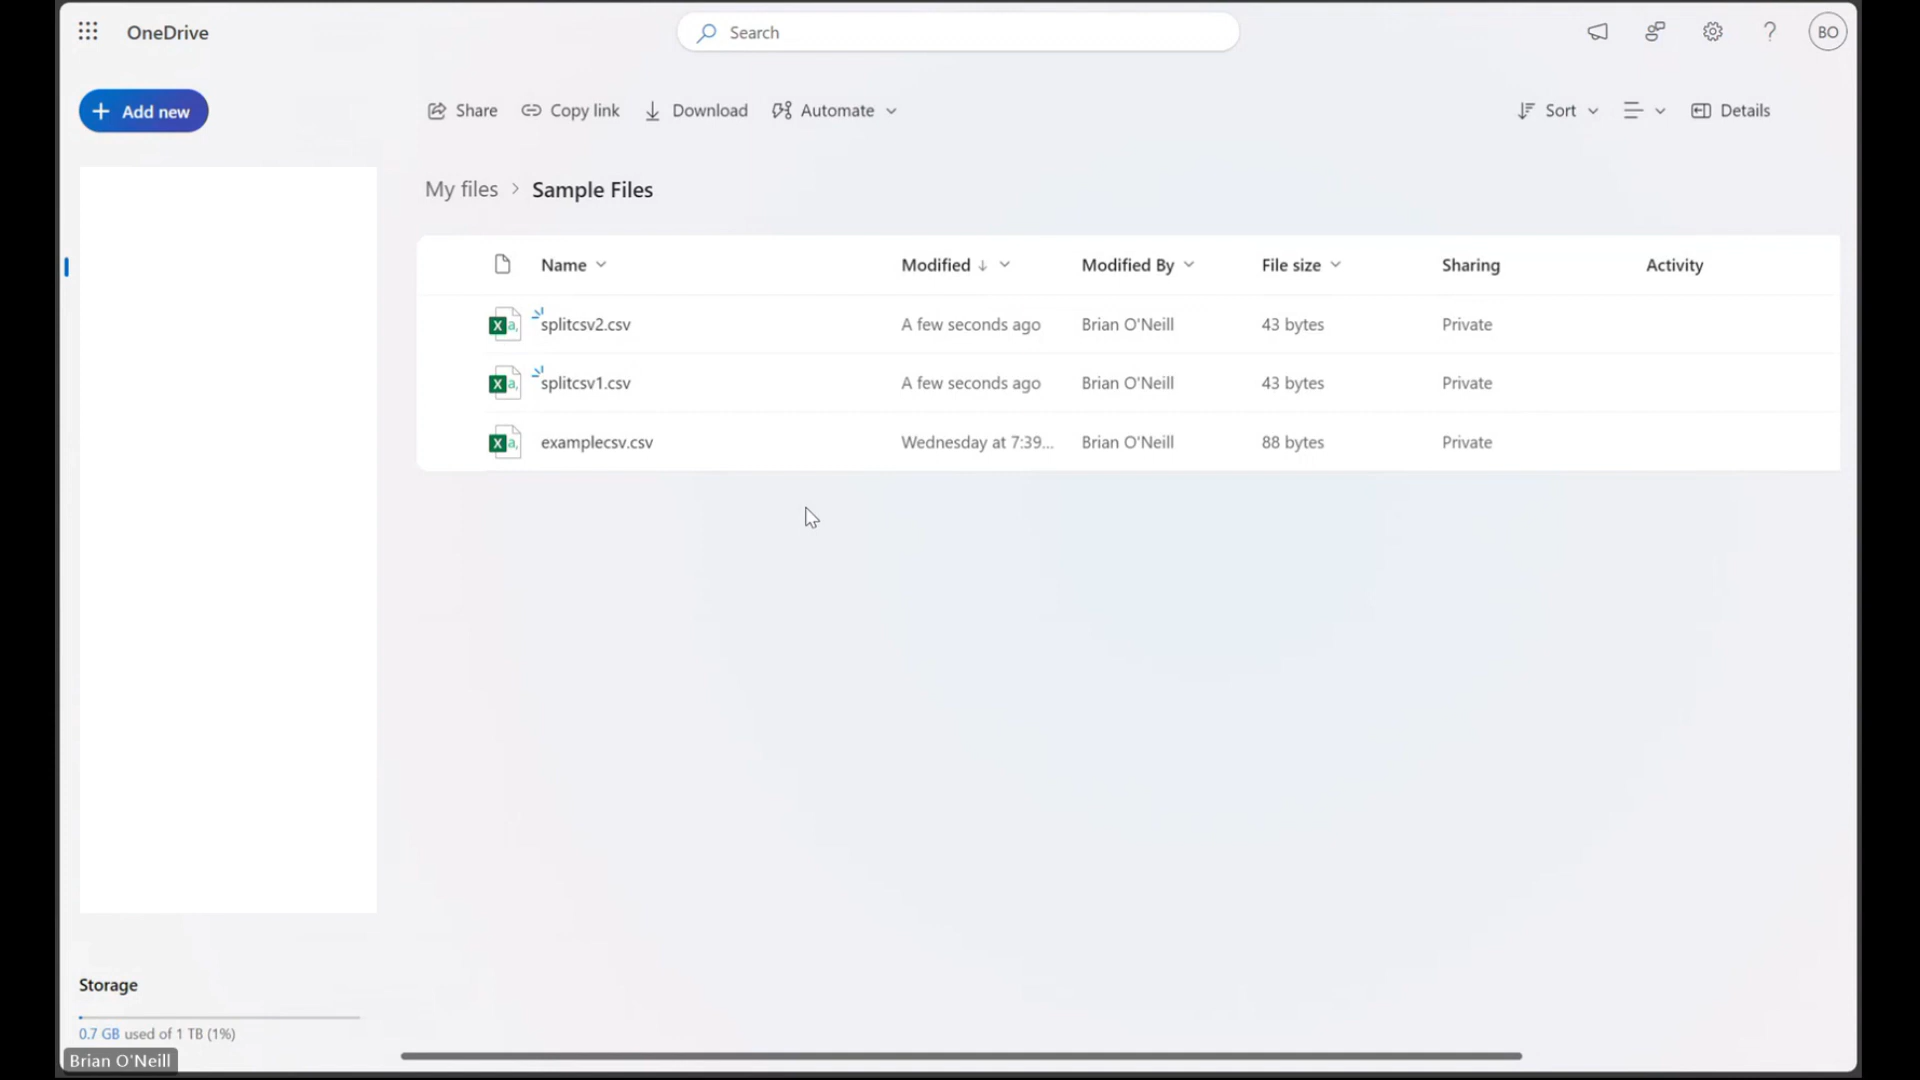 OneDrive
Search
BO
Add new
Share Copy link Download Automate
Sort Details
My files > Sample Files
Name Modified ↓ Modified By File size Sharing Activity
splitcsv2.csv A few seconds ago Brian O'Neill 43 bytes Private
splitcsv1.csv A few seconds ago Brian O'Neill 43 bytes Private
examplecsv.csv Wednesday at 7:39... Brian O'Neill 88 bytes Private
Storage
0.7 GB used of 1 TB (1%)
Brian O'Neill